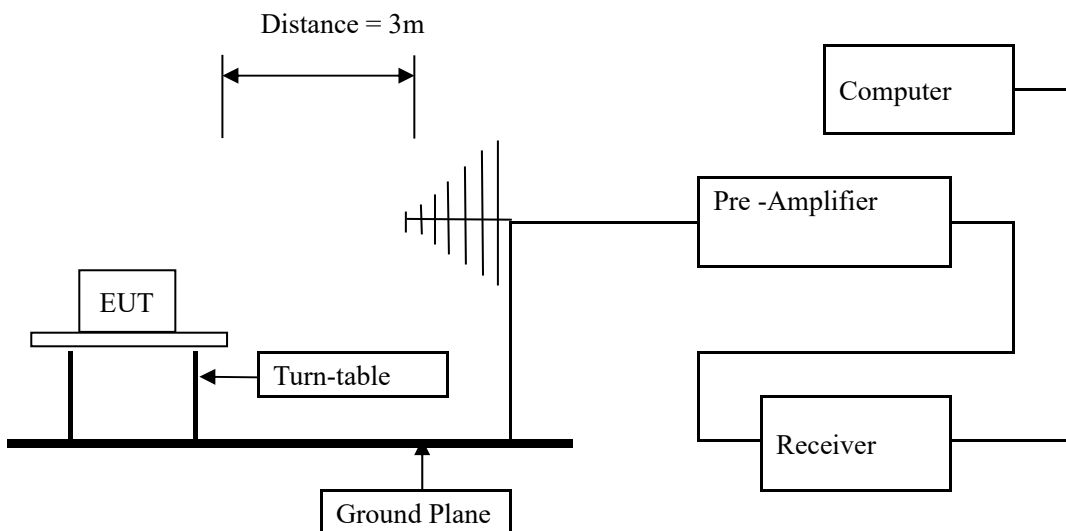 Distance = 3m
Computer
Pre -Amplifier
EUT
Turn-table
Receiver
Ground Plane